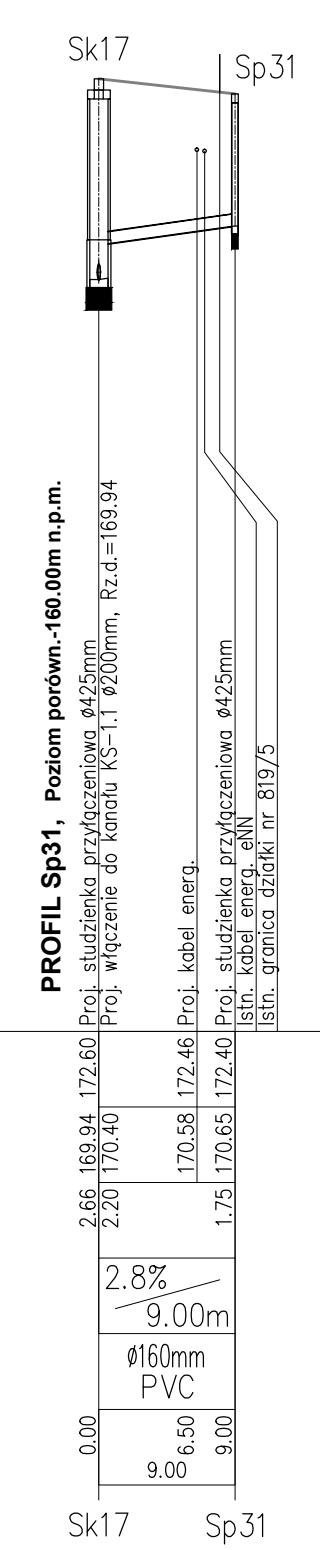 Sk17
Sp31
PROFIL Sp31, Poziom porówn.-160.00m n.p.m.
Proj. studzienka przyłączeniowa ø425mm
Proj. włączenie do kanału KS-1.1 ø200mm, Rz.d.=169.94
Proj. kabel energ.
Proj. studzienka przyłączeniowa ø425mm
Istn. kabel energ. eNN
Istn. granica działki nr 819/5
172.60 172.46 172.40
169.94 170.40 170.58 170.65
2.66 2.20 1.75
2.8%
9.00m
ø160mm
PVC
0.00 6.50 9.00
9.00
Sk17
Sp31